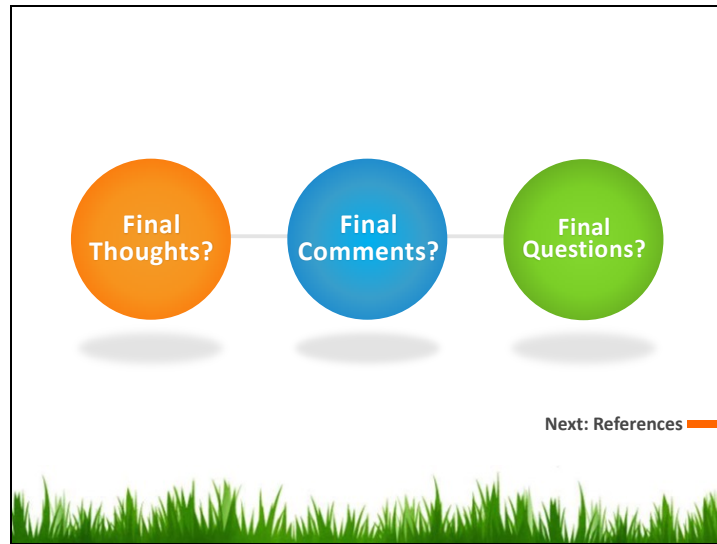 Final
Thoughts?
Final
Comments?
Final
Questions?
Next: References